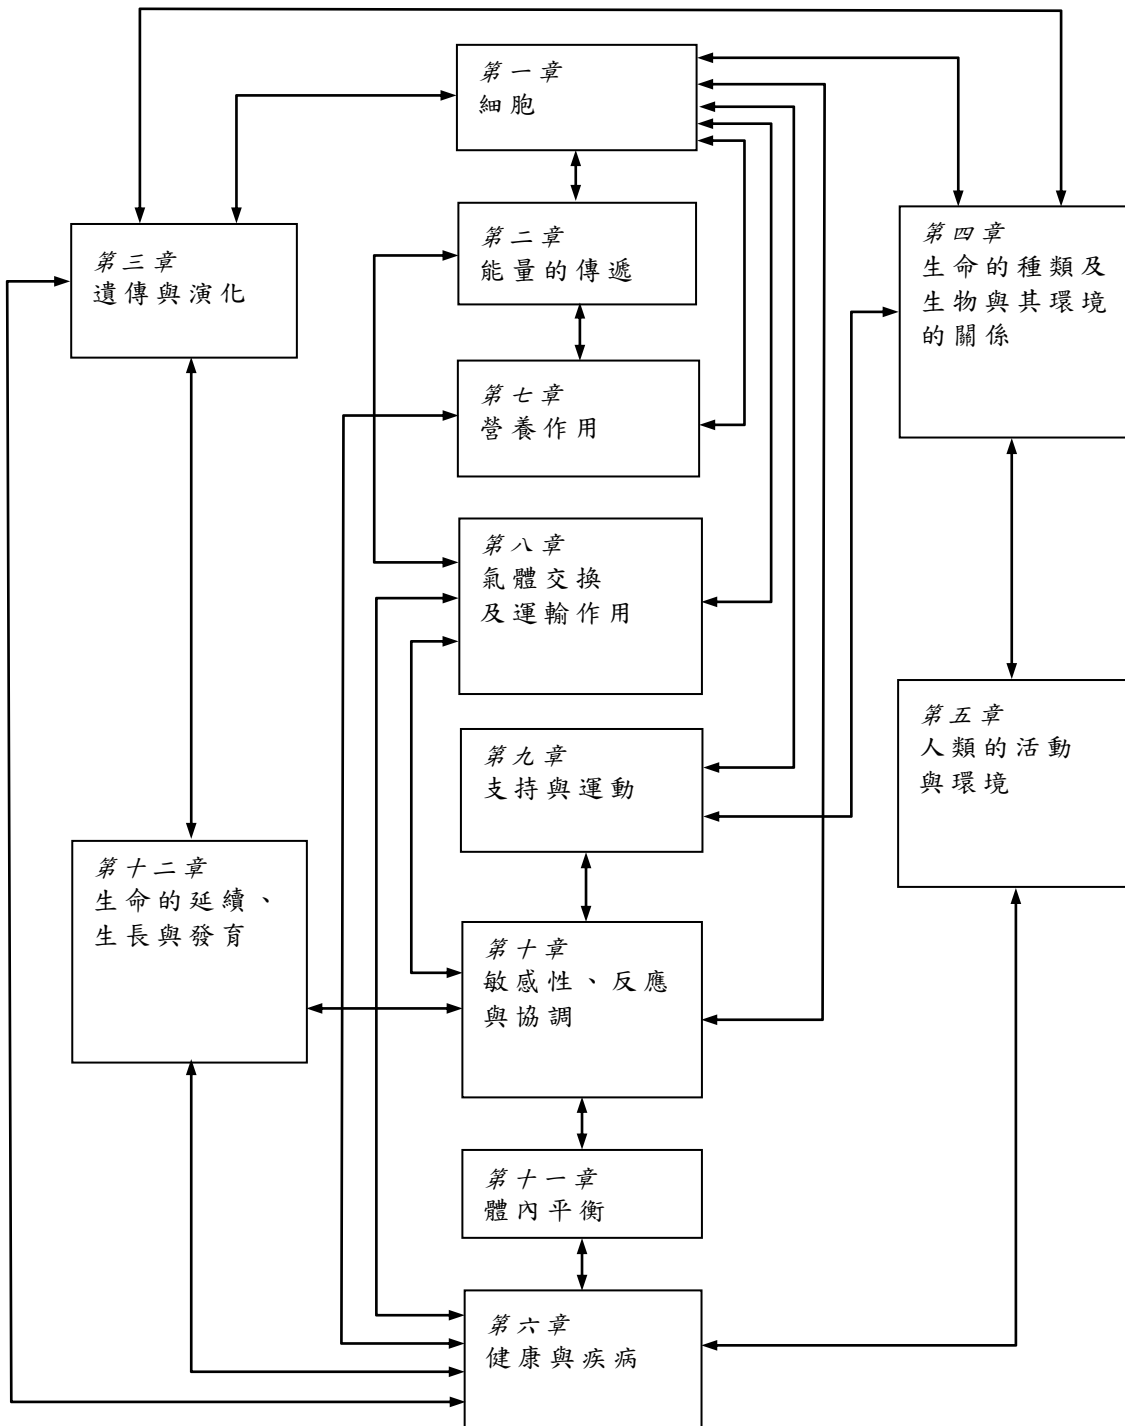 第一章
細胞
第二章
能量的傳遞
第三章
遺傳與演化
第四章
生命的種類及
生物與其環境
的關係
第七章
營養作用
第八章
氣體交換
及運輸作用
第五章
人類的活動
與環境
第九章
支持與運動
第十二章
生命的延續、
生長與發育
第十章
敏感性、反應
與協調
第十一章
體內平衡
第六章
健康與疾病